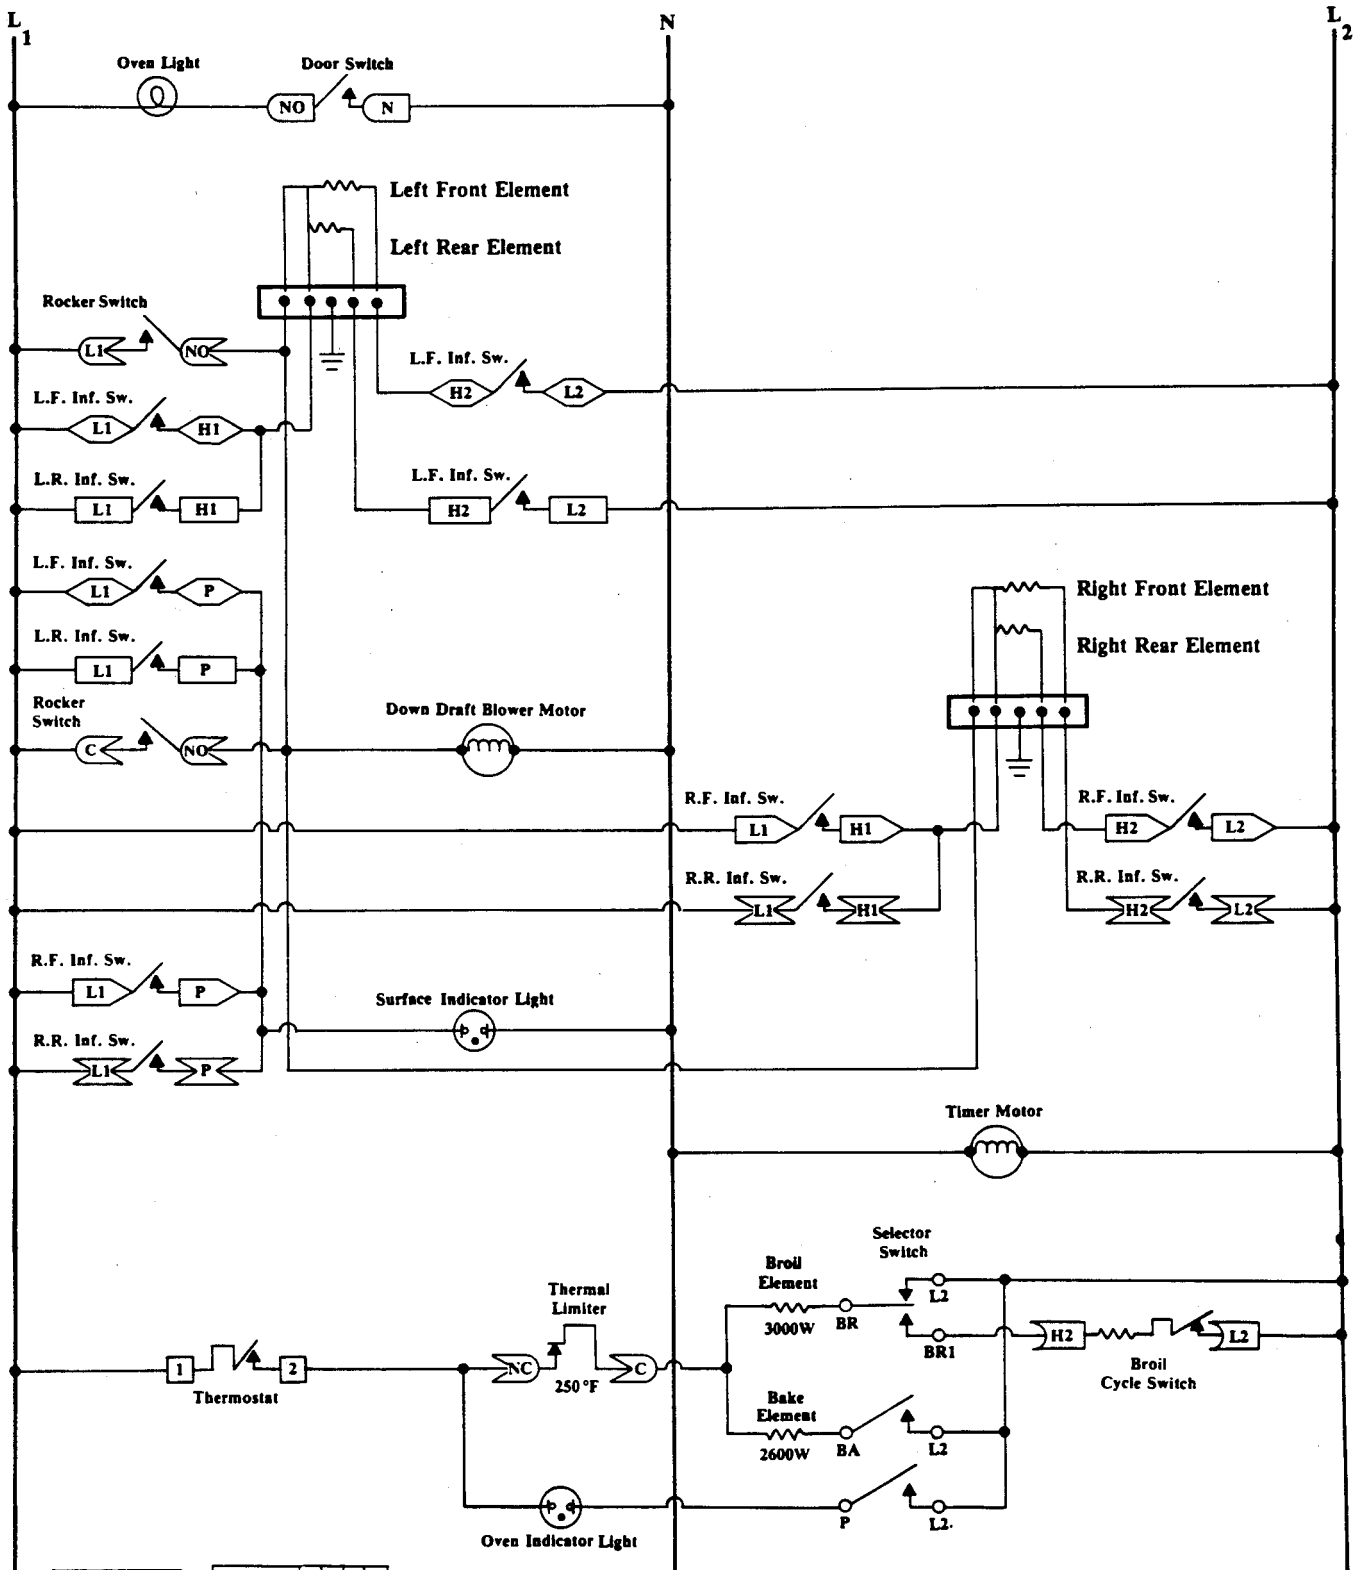 L1 N L2
Oven Light Door Switch
NO N
Left Front Element
Left Rear Element
Rocker Switch
L1 NO
L.F. Inf. Sw.
H2 L2
L.F. Inf. Sw.
L1 H1
L.R. Inf. Sw.
L1 H1
L.F. Inf. Sw.
H2 L2
L.F. Inf. Sw.
L1 P
Right Front Element
Right Rear Element
L.R. Inf. Sw.
L1 P
Rocker
Switch
C NO
Down Draft Blower Motor
R.F. Inf. Sw.
L1 H1
R.F. Inf. Sw.
H2 L2
R.R. Inf. Sw.
L1 H1
R.R. Inf. Sw.
H2 L2
R.F. Inf. Sw.
L1 P
Surface Indicator Light
R.R. Inf. Sw.
L1 P
Timer Motor
Selector
Switch
Broil
Element
3000W
BR
L2
BR1
H2 L2
Broil
Cycle Switch
Thermal
Limiter
NC C
250 °F
1 2
Thermostat
Bake
Element
2600W
BA
L2
P
L2.
Oven Indicator Light